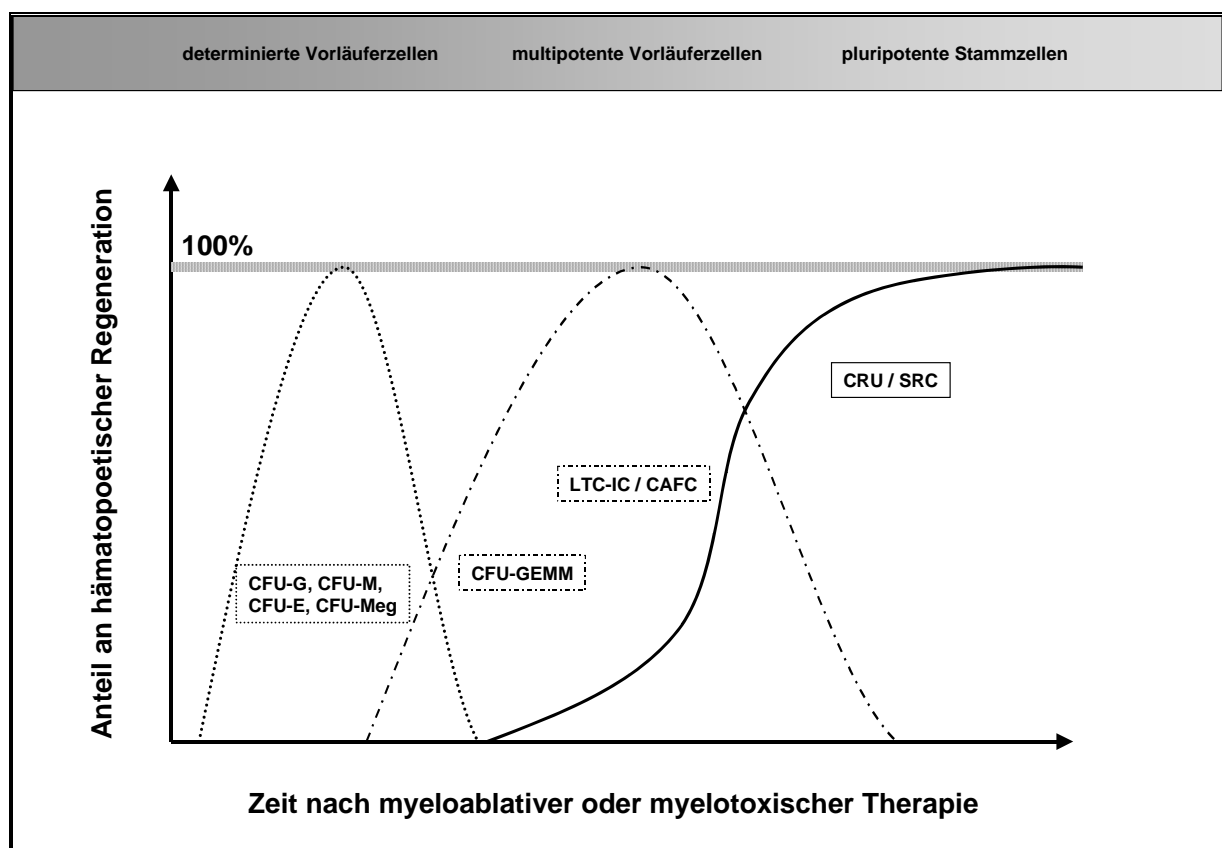 determinierte Vorläuferzellen multipotente Vorläuferzellen pluripotente Stammzellen
Anteil an hämatopoetischer Regeneration
100%
CRU / SRC
LTC-IC / CAFC
CFU-GEMM
CFU-G, CFU-M,
CFU-E, CFU-Meg
Zeit nach myeloablativer oder myelotoxischer Therapie